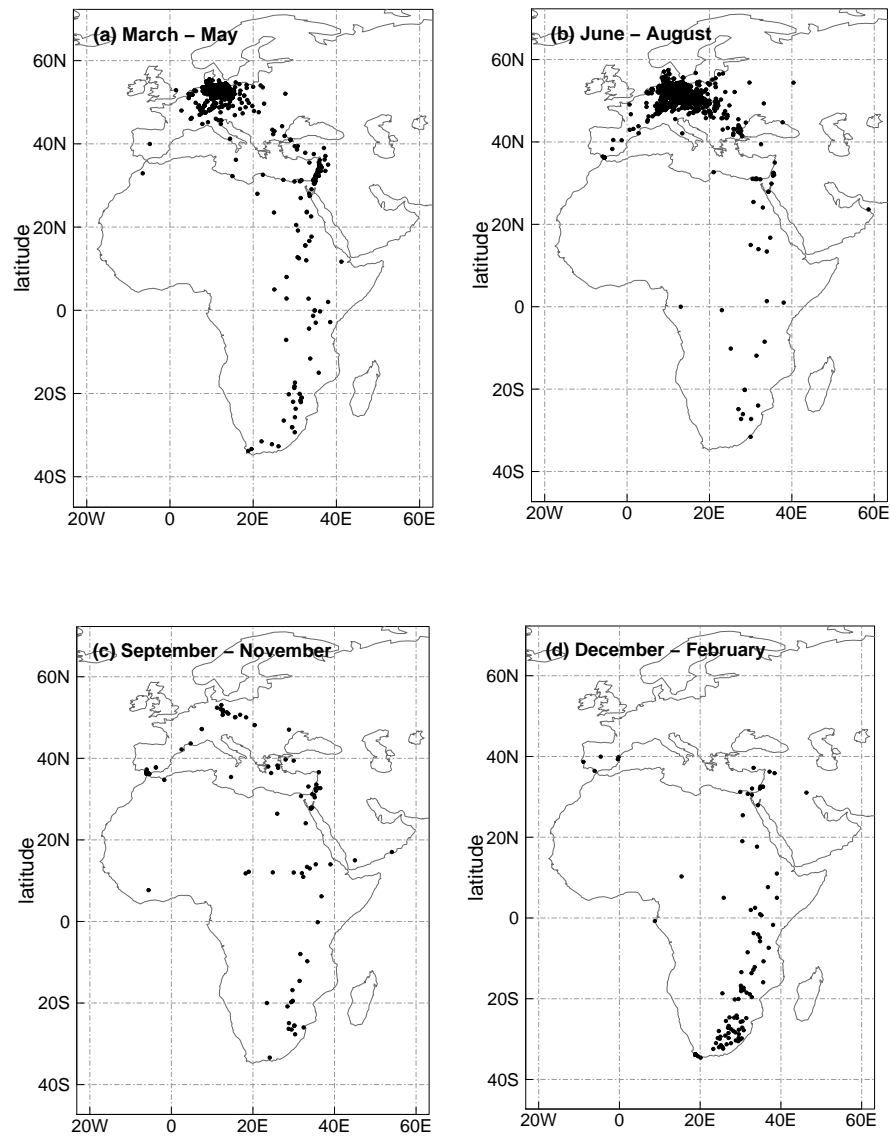 (a) March – May
60N
40N
20N
0
20S
40S
latitude
20W 0 20E 40E 60E
(b) June – August
60N
40N
20N
0
20S
40S
latitude
20W 0 20E 40E 60E
(c) September – November
60N
40N
20N
0
20S
40S
latitude
20W 0 20E 40E 60E
(d) December – February
60N
40N
20N
0
20S
40S
latitude
20W 0 20E 40E 60E